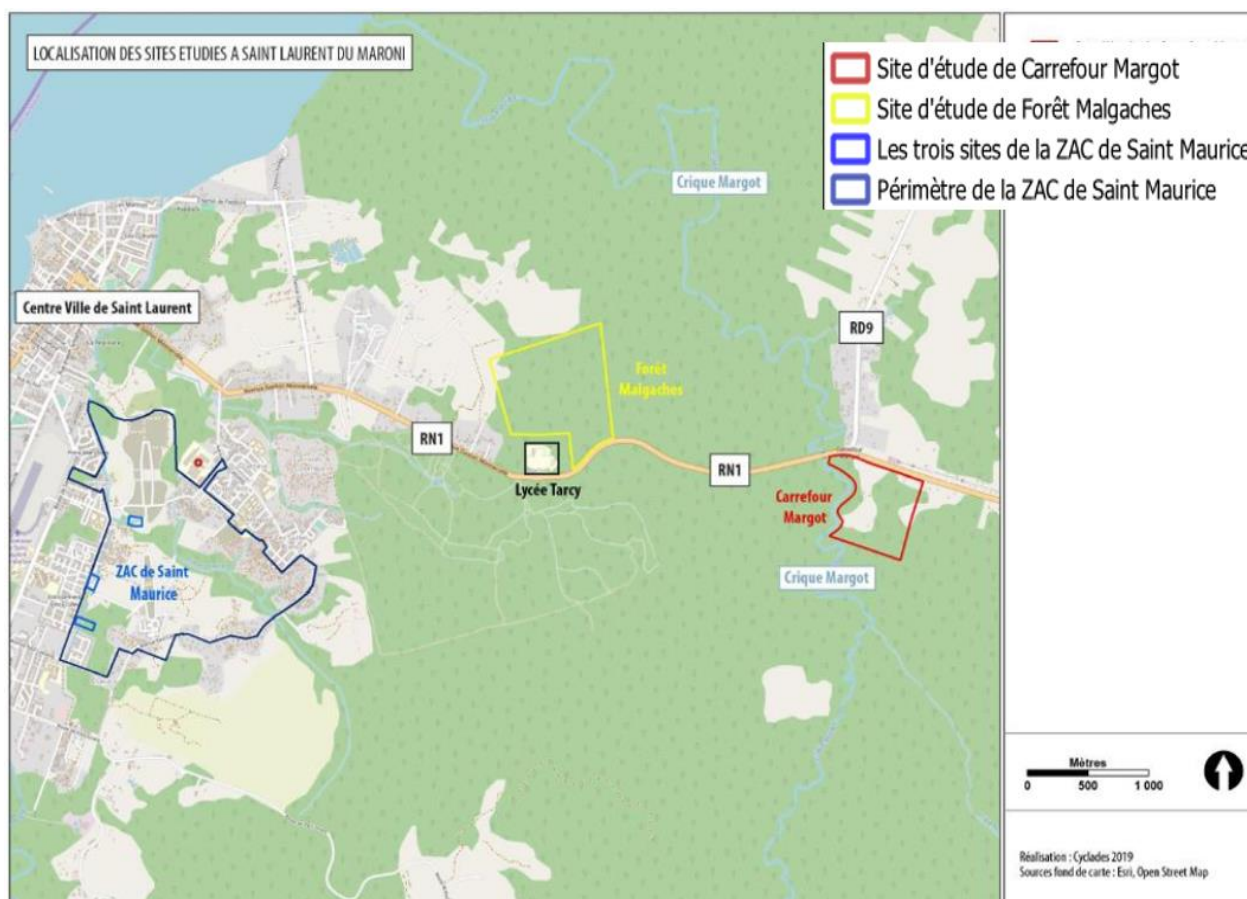 LOCALISATION DES SITES ETUDIES A SAINT LAURENT DU MARONI
Site d'étude de Carrefour Margot
Site d'étude de Forêt Malgaches
Les trois sites de la ZAC de Saint Maurice
Périmètre de la ZAC de Saint Maurice
Crique Margot
Centre Ville de Saint Laurent
RD9
Forêt
Malgaches
RN1
RN1
Lycée Tarcy
Carrefour
Margot
ZAC de Saint
Maurice
Crique Margot
Mètres
0 500 1 000
Réalisation : Cyclades 2019
Sources fond de carte : Esri, Open Street Map